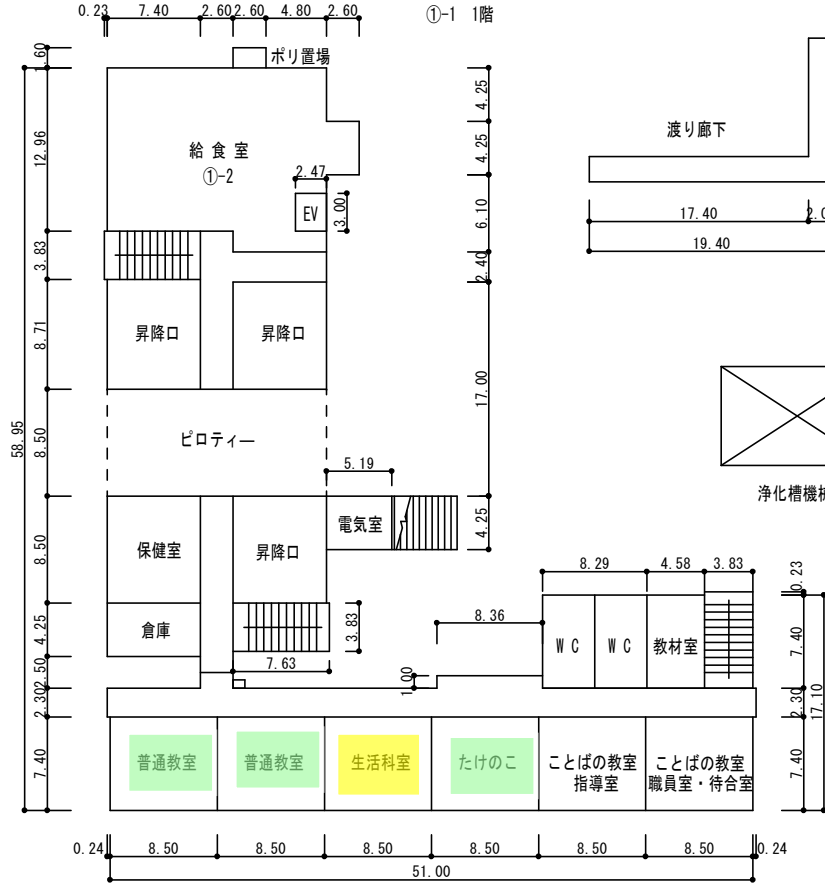 ①-1 1階
0.23 7.40 2.60 2.60 4.80 2.60
ポリ置場
1.60
12.96
3.83
8.71
8.50
8.50
4.25
2.50
2.30
7.40
58.95
給食室
①-2
2.47
EV
3.00
4.25
4.25
6.10
2.40
17.00
4.25
渡り廊下
17.40
19.40
昇降口
昇降口
ピロティー
5.19
電気室
保健室
昇降口
倉庫
3.83
7.63
8.36
1.00
8.29 4.58 3.83
0.23
7.40
2.30
7.40
17.10
WC
WC
教材室
普通教室
普通教室
生活科室
たけのこ
ことばの教室
指導室
ことばの教室
職員室・待合室
0.24 8.50 8.50 8.50 8.50 8.50 8.50 0.24
51.00
浄化槽機